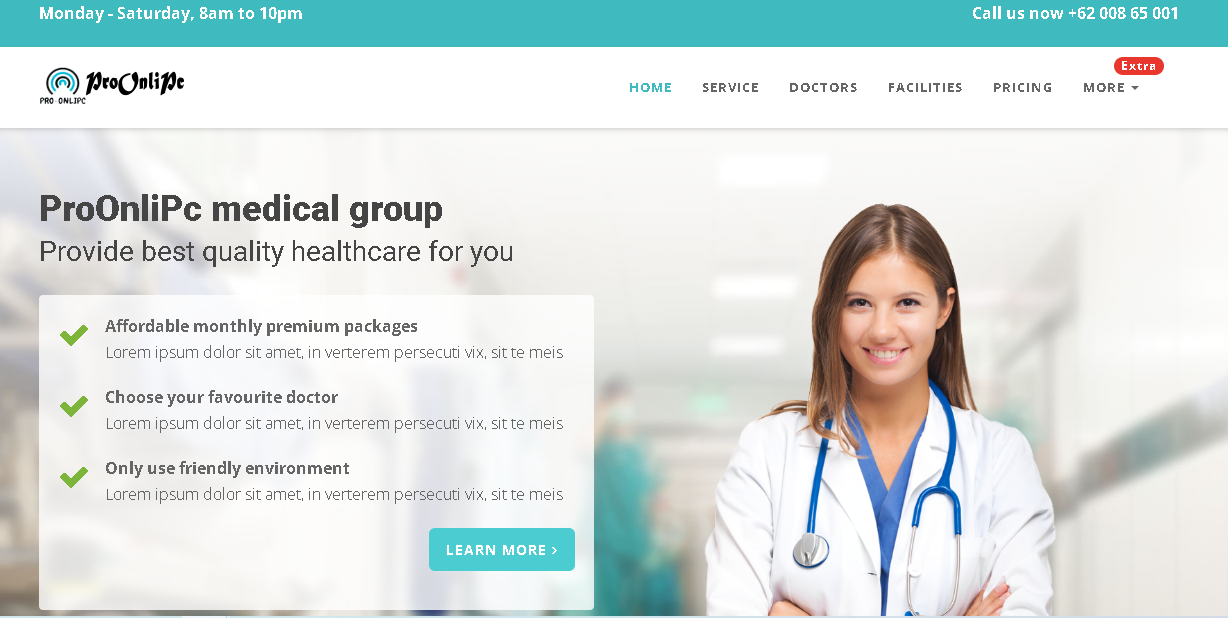 Monday - Saturday, 8am to 10pm
Call us now +62 008 65 001
ProOnliPc
PRO-ONLIPC
Extra
HOME
SERVICE
DOCTORS
FACILITIES
PRICING
MORE
ProOnliPc medical group
Provide best quality healthcare for you
Affordable monthly premium packages
Lorem ipsum dolor sit amet, in verterem persecuti vix, sit te meis
Choose your favourite doctor
Lorem ipsum dolor sit amet, in verterem persecuti vix, sit te meis
Only use friendly environment
Lorem ipsum dolor sit amet, in verterem persecuti vix, sit te meis
LEARN MORE >